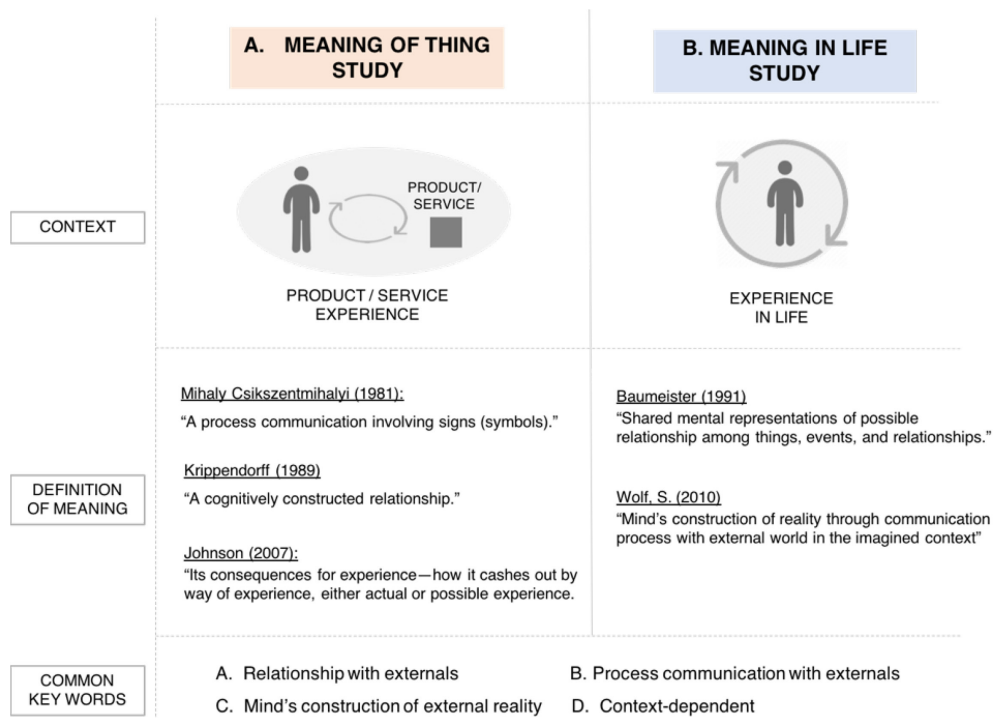 A. MEANING OF THING
STUDY
B. MEANING IN LIFE
STUDY
CONTEXT
PRODUCT/
SERVICE
PRODUCT / SERVICE
EXPERIENCE
EXPERIENCE
IN LIFE
DEFINITION
OF MEANING
Mihaly Csikszentmihalyi (1981):
“A process communication involving signs (symbols).”
Krippendorff (1989)
“A cognitively constructed relationship.”
Johnson (2007):
“Its consequences for experience—how it cashes out by
way of experience, either actual or possible experience.
Baumeister (1991)
“Shared mental representations of possible
relationship among things, events, and relationships.”
Wolf, S. (2010)
“Mind’s construction of reality through communication
process with external world in the imagined context”
COMMON
KEY WORDS
A. Relationship with externals
B. Process communication with externals
C. Mind’s construction of external reality
D. Context-dependent